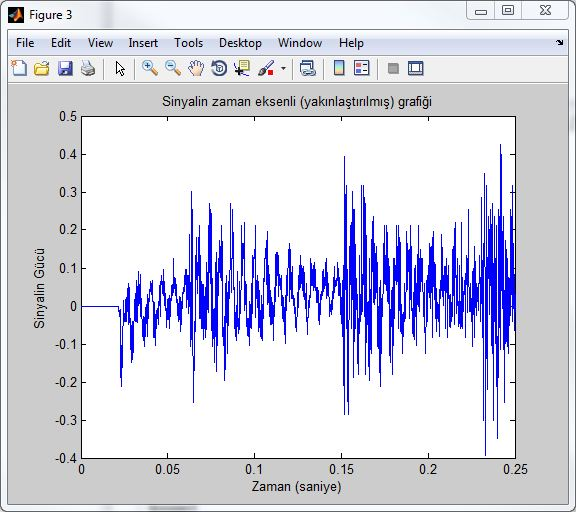 Figure 3
File Edit View Insert Tools Desktop Window Help
Sinyalin zaman eksenli (yakınlaştırılmış) grafiği
0.5
0.4
0.3
0.2
0.1
0
-0.1
-0.2
-0.3
-0.4
Sinyalin Gücü
0 0.05 0.1 0.15 0.2 0.25
Zaman (saniye)